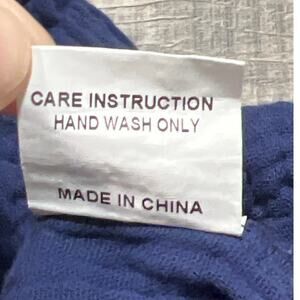 CARE INSTRUCTION
HAND WASH ONLY
MADE IN CHINA